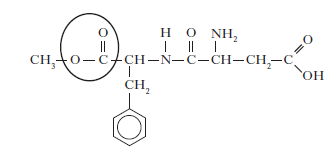 O H O NH₂ O
CH₃—O—C—CH—N—C—CH—CH₂—C
OH
CH₂